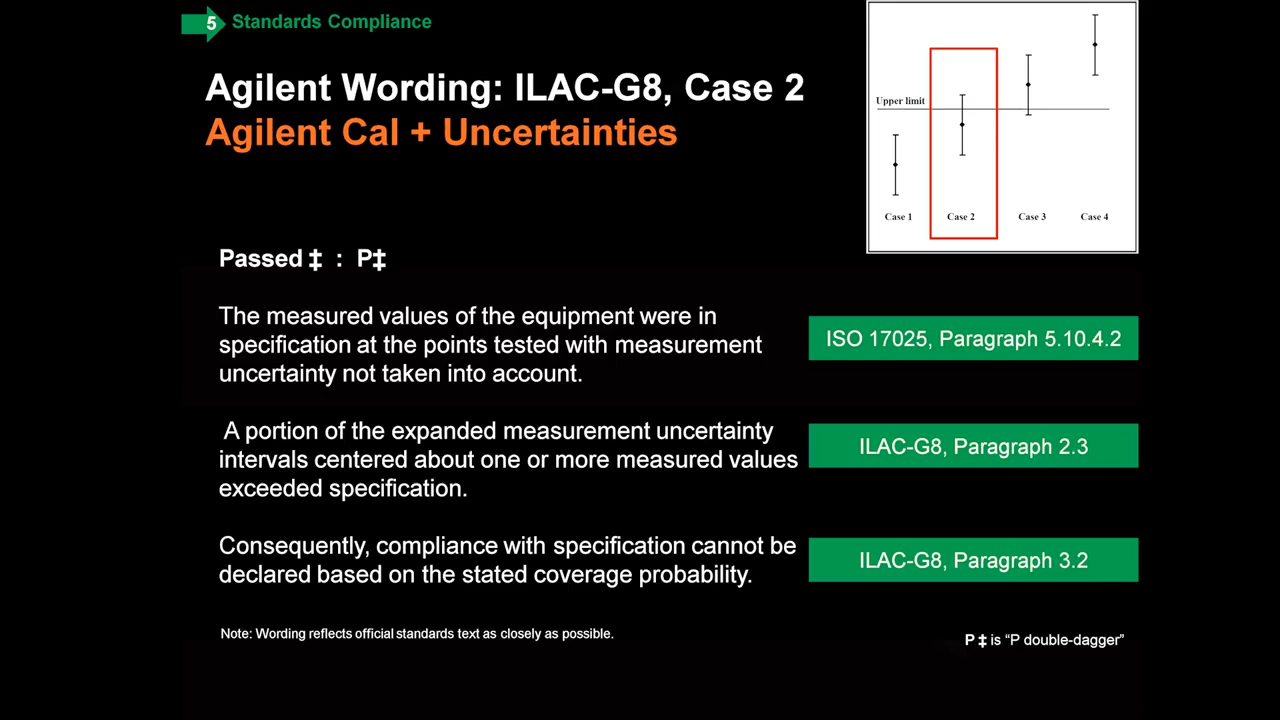 5 Standards Compliance
Agilent Wording: ILAC-G8, Case 2
Agilent Cal + Uncertainties
Upper limit
Case 1 Case 2 Case 3 Case 4
Passed ‡ : P‡
The measured values of the equipment were in
specification at the points tested with measurement
uncertainty not taken into account.
ISO 17025, Paragraph 5.10.4.2
A portion of the expanded measurement uncertainty
intervals centered about one or more measured values
exceeded specification.
ILAC-G8, Paragraph 2.3
Consequently, compliance with specification cannot be
declared based on the stated coverage probability.
ILAC-G8, Paragraph 3.2
Note: Wording reflects official standards text as closely as possible.
P ‡ is “P double-dagger”